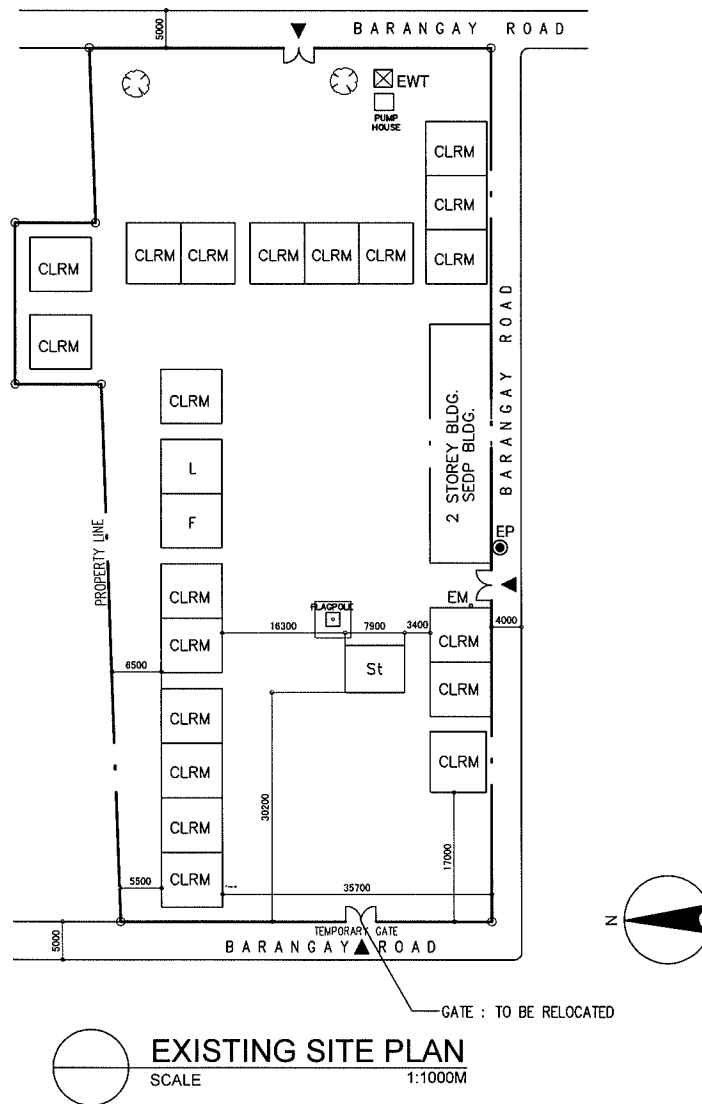 BARANGAY ROAD
5000
EWT
PUMP
HOUSE
CLRM
CLRM
CLRM
CLRM
CLRM
CLRM
CLRM
CLRM
CLRM
CLRM
BARANGAY ROAD
2 STOREY BLDG.
SEDP BLDG.
CLRM
L
F
PROPERTY LINE
EP
EM
CLRM
CLRM
FLAGPOLE
16300
7900
3400
4000
St
CLRM
CLRM
6500
CLRM
CLRM
CLRM
CLRM
CLRM
30200
17000
5500
35700
5000
TEMPORARY GATE
BARANGAY ROAD
N
GATE : TO BE RELOCATED
EXISTING SITE PLAN
SCALE 1:1000M